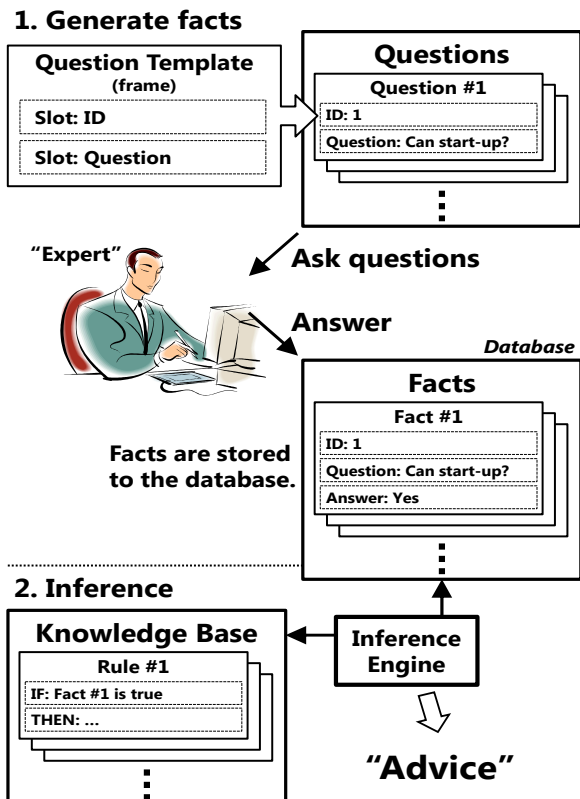 1. Generate facts
Question Template
(frame)
Slot: ID
Slot: Question
Questions
Question #1
ID: 1
Question: Can start-up?
“Expert”
Ask questions
Answer
Database
Facts
Fact #1
ID: 1
Question: Can start-up?
Answer: Yes
Facts are stored
to the database.
2. Inference
Knowledge Base
Rule #1
IF: Fact #1 is true
THEN: ...
Inference
Engine
“Advice”